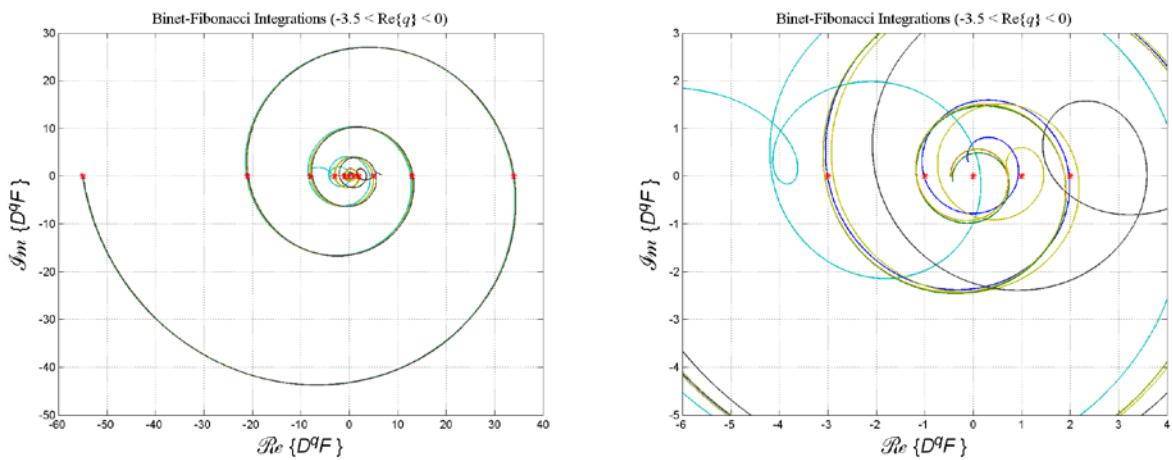 Binet-Fibonacci Integrations (-3.5 < Re{q} < 0)
30
20
10
0
-10
-20
-30
-40
-50
-60 -50 -40 -30 -20 -10 0 10 20 30 40
ℐm {DqF}
ℛe {DqF}
Binet-Fibonacci Integrations (-3.5 < Re{q} < 0)
3
2
1
0
-1
-2
-3
-4
-5
-6 -5 -4 -3 -2 -1 0 1 2 3 4
ℐm {DqF}
ℛe {DqF}